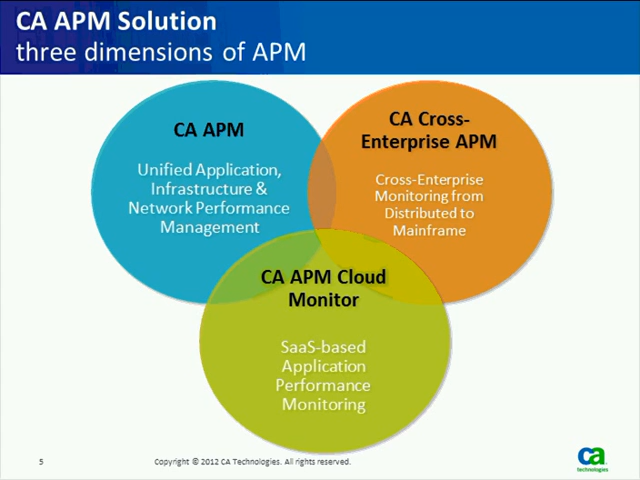 CA APM Solution
three dimensions of APM
CA APM
Unified Application,
Infrastructure &
Network Performance
Management
CA Cross-
Enterprise APM
Cross-Enterprise
Monitoring from
Distributed to
Mainframe
CA APM Cloud
Monitor
SaaS-based
Application
Performance
Monitoring
5
Copyright © 2012 CA Technologies. All rights reserved.
ca
technologies